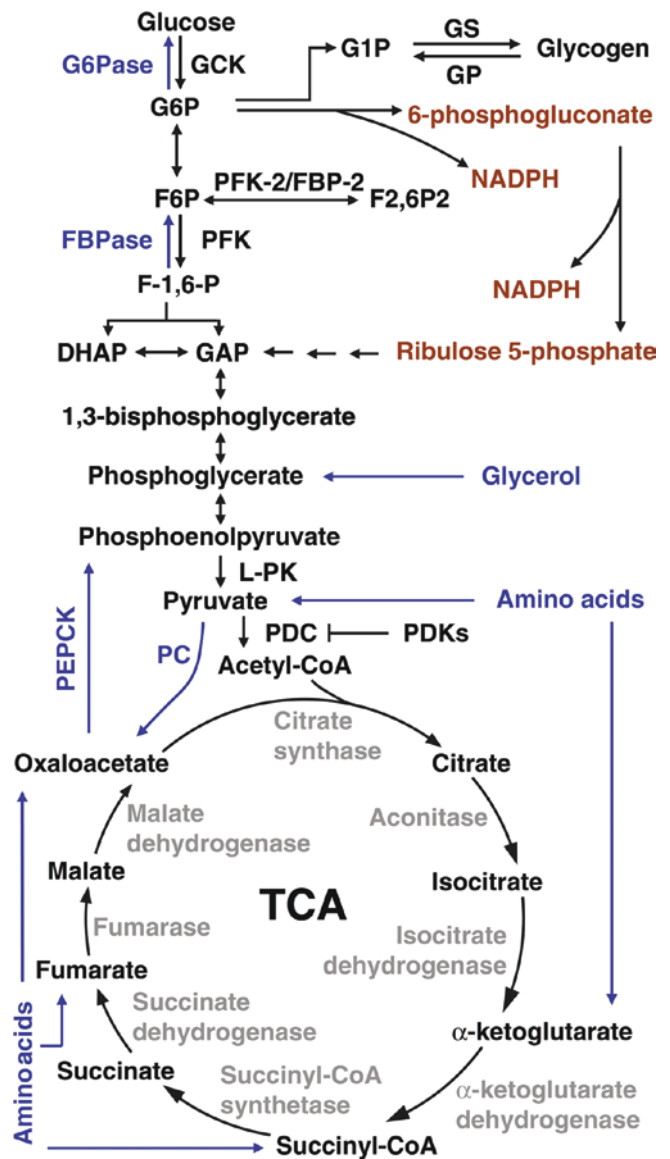 Glucose
G6Pase
GCK
G1P
GS
GP
Glycogen
G6P
6-phosphogluconate
NADPH
PFK-2/FBP-2
F6P
F2,6P2
FBPase
PFK
NADPH
F-1,6-P
DHAP
GAP
Ribulose 5-phosphate
1,3-bisphosphoglycerate
Phosphoglycerate
Glycerol
Phosphoenolpyruvate
L-PK
Pyruvate
Amino acids
PEPCK
PC
PDC
PDKs
Acetyl-CoA
Citrate
synthase
Oxaloacetate
Citrate
Malate
dehydrogenase
Aconitase
Malate
Isocitrate
TCA
Fumarase
Isocitrate
dehydrogenase
Fumarate
Aminoacids
Succinate
dehydrogenase
α-ketoglutarate
Succinate
Succinyl-CoA
synthetase
α-ketoglutarate
dehydrogenase
Succinyl-CoA